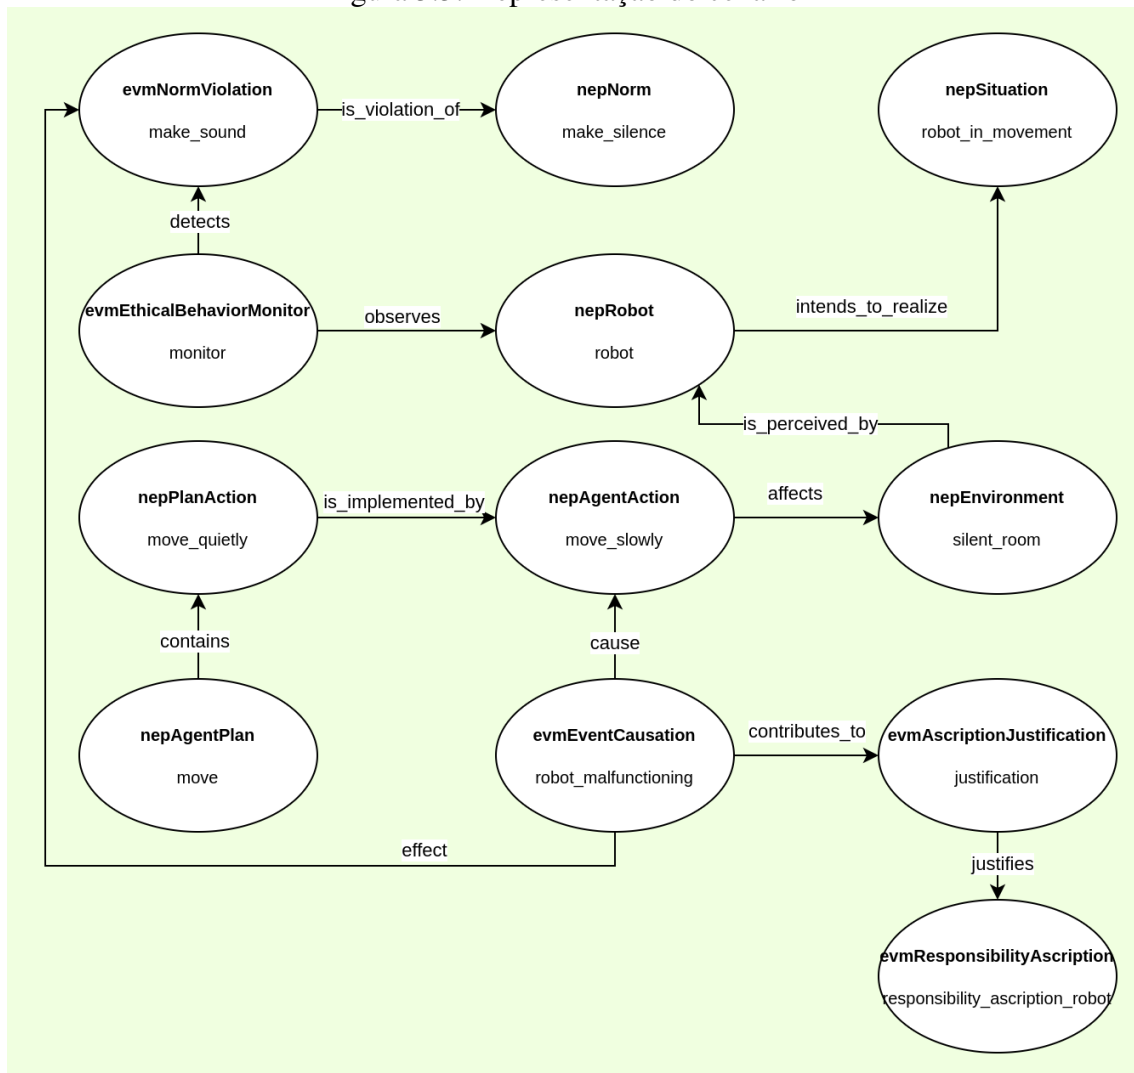 evmNormViolation
make_sound
is_violation_of
nepNorm
make_silence
nepSituation
robot_in_movement
detects
evmEthicalBehaviorMonitor
monitor
observes
nepRobot
robot
intends_to_realize
is_perceived_by
nepPlanAction
move_quietly
is_implemented_by
nepAgentAction
move_slowly
affects
nepEnvironment
silent_room
contains
cause
nepAgentPlan
move
evmEventCausation
robot_malfunctioning
contributes_to
evmAscriptionJustification
justification
effect
justifies
evmResponsibilityAscription
responsibility_ascription_robot